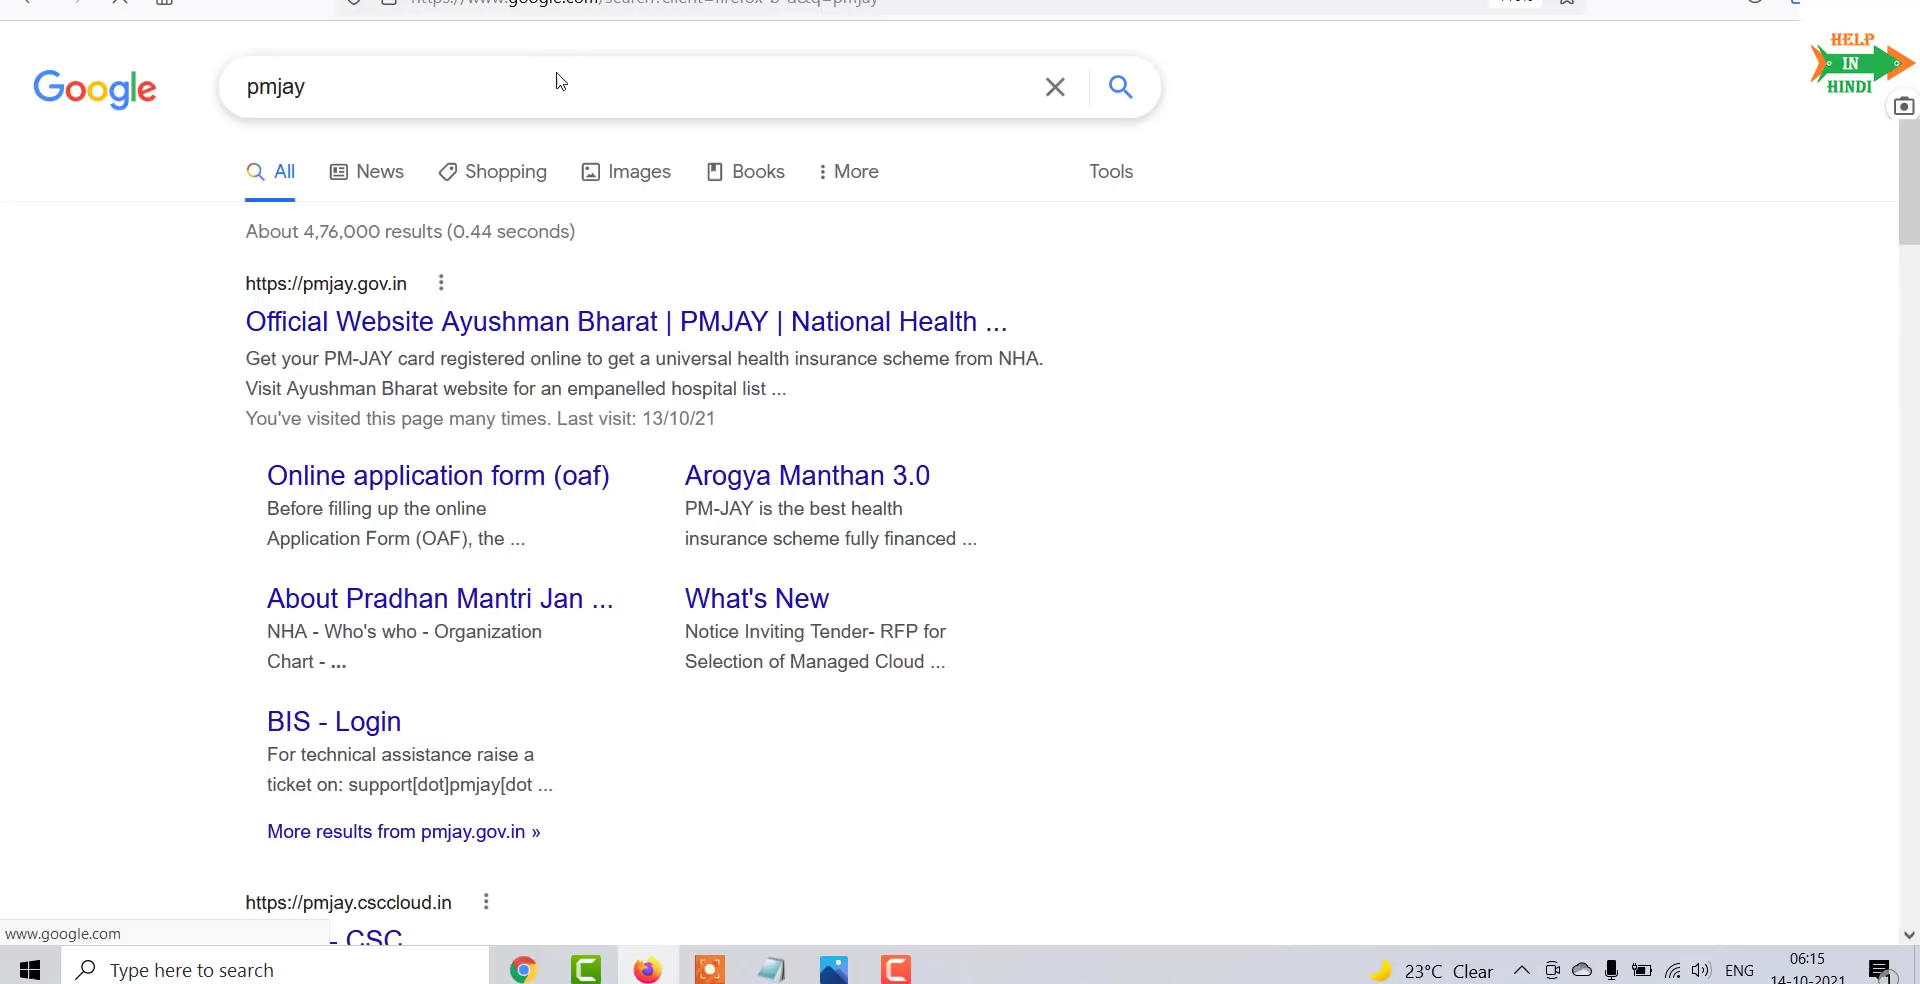 HELP
IN
HINDI
Google
pmjay
All
News
Shopping
Images
Books
More
Tools
About 4,76,000 results (0.44 seconds)
https://pmjay.gov.in
Official Website Ayushman Bharat | PMJAY | National Health ...
Get your PM-JAY card registered online to get a universal health insurance scheme from NHA.
Visit Ayushman Bharat website for an empanelled hospital list ...
You've visited this page many times. Last visit: 13/10/21
Online application form (oaf)
Before filling up the online
Application Form (OAF), the ...
Arogya Manthan 3.0
PM-JAY is the best health
insurance scheme fully financed ...
About Pradhan Mantri Jan ...
NHA - Who's who - Organization
Chart - ...
What's New
Notice Inviting Tender- RFP for
Selection of Managed Cloud ...
BIS - Login
For technical assistance raise a
ticket on: support[dot]pmjay[dot ...
More results from pmjay.gov.in »
https://pmjay.csccloud.in
- CSC
www.google.com
Type here to search
23°C Clear
ENG
06:15
14-10-2021
1